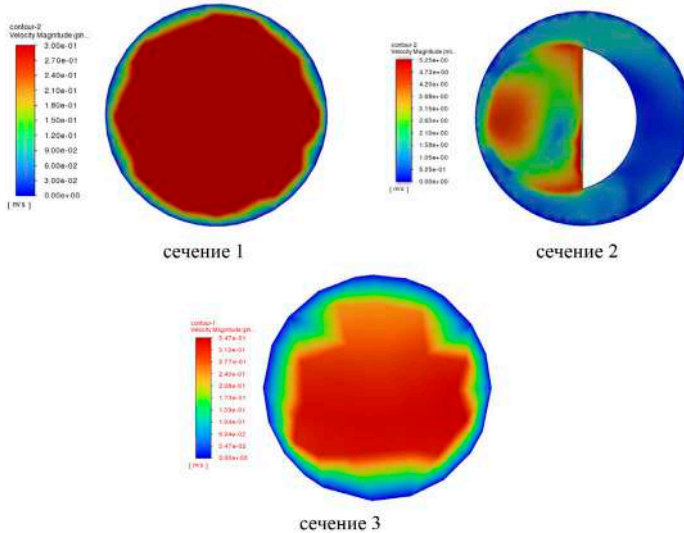 contour-2
Velocity Magnitude (ph...
3.00e-01
2.70e-01
2.40e-01
2.10e-01
1.80e-01
1.50e-01
1.20e-01
9.00e-02
6.00e-02
3.00e-02
0.00e+00
[ m/s ]
сечение 1
contour-2
Velocity Magnitude
5.25e+00
4.73e+00
4.20e+00
3.68e+00
3.15e+00
2.63e+00
2.10e+00
1.58e+00
1.05e+00
5.25e-01
0.00e+00
[ m/s ]
сечение 2
contour-1
Velocity Magnitude (ph...
3.47e-01
3.12e-01
2.77e-01
2.08e-01
1.73e-01
1.39e-01
1.04e-01
6.94e-02
3.47e-02
0.00e+00
[ m/s ]
сечение 3